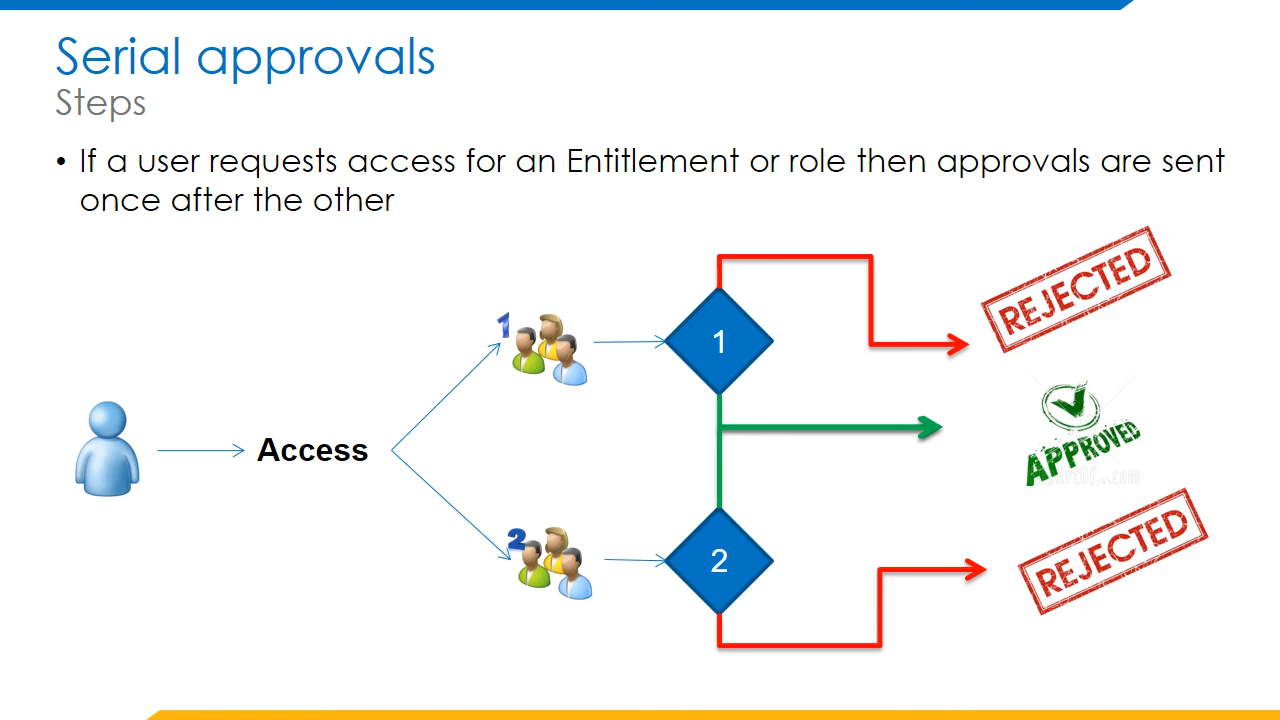 Serial approvals
Steps
• If a user requests access for an Entitlement or role then approvals are sent
once after the other
REJECTED
1
1
APPROVED
Access
2
2
REJECTED